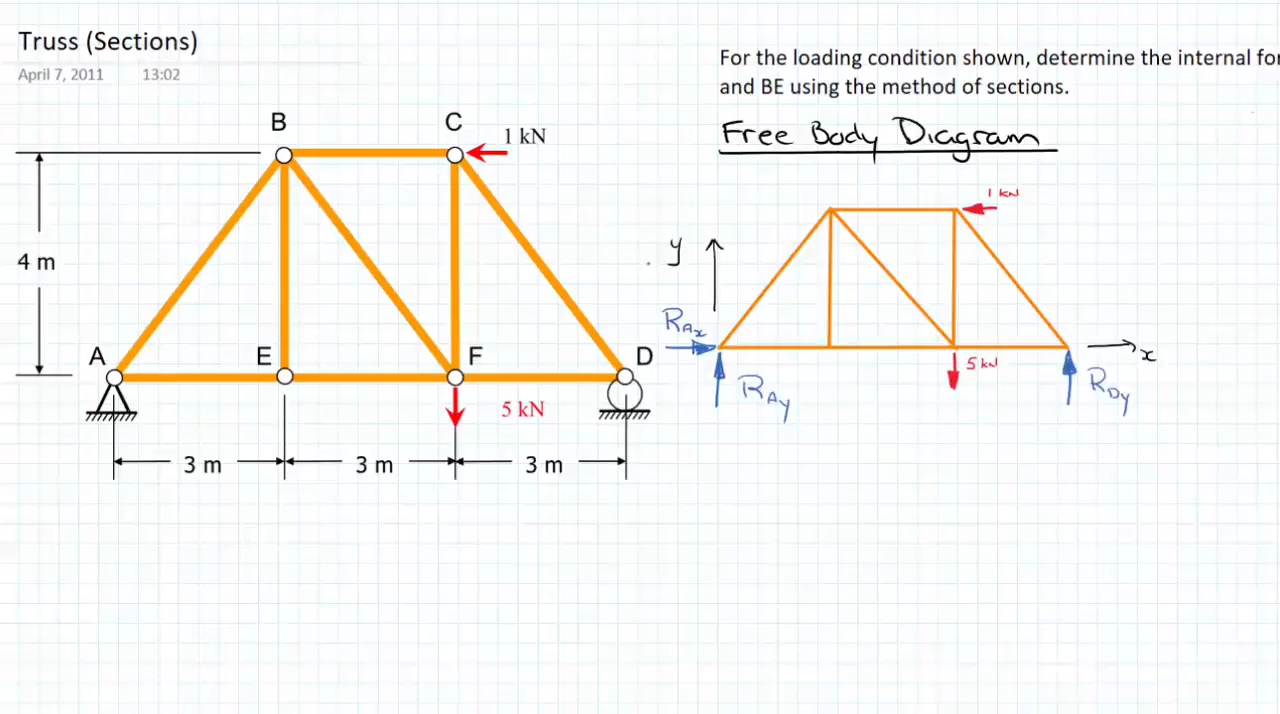 Truss (Sections)
April 7, 2011 13:02
For the loading condition shown, determine the internal for
and BE using the method of sections.
Free Body Diagram
B
C
1 kN
4 m
A
E
F
D
5 kN
3 m
3 m
3 m
1 kN
y
RAx
x
5 kN
RAy
RDy